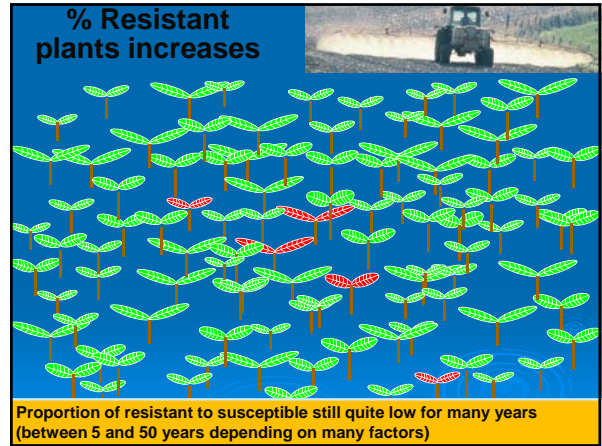 % Resistant
plants increases
Proportion of resistant to susceptible still quite low for many years
(between 5 and 50 years depending on many factors)